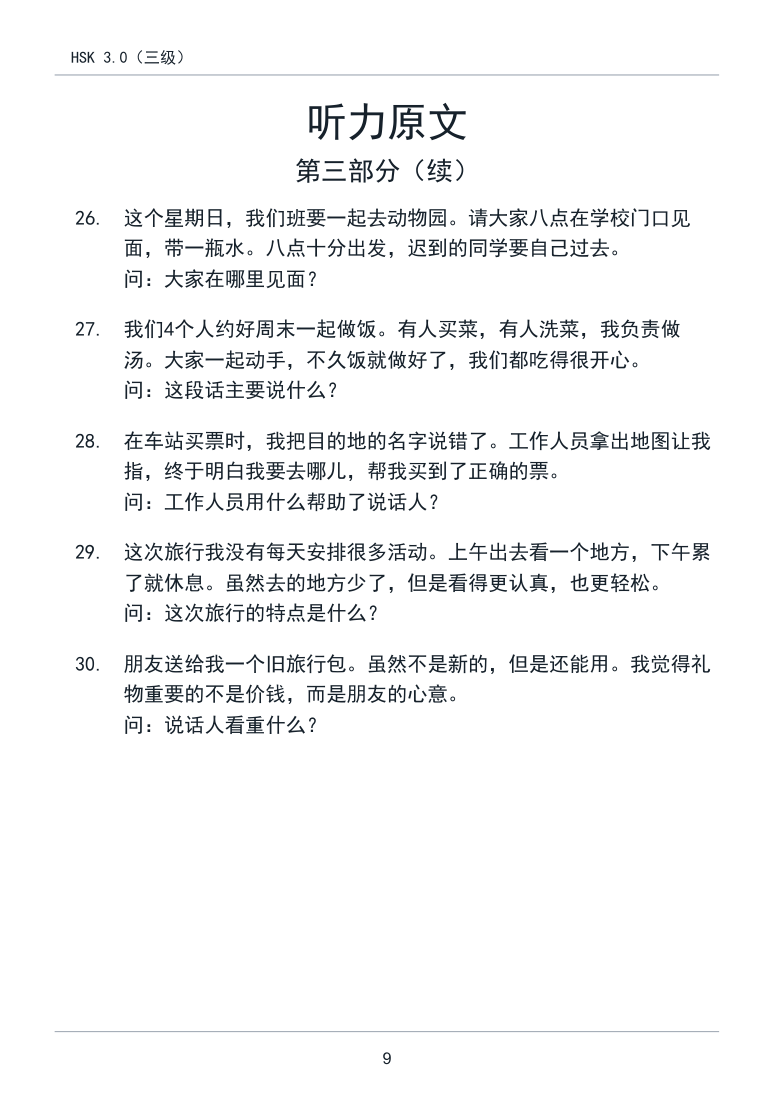 HSK 3.0（三级）
听力原文
第三部分（续）
26. 这个星期日，我们班要一起去动物园。请大家八点在学校门口见
面，带一瓶水。八点十分出发，迟到的同学要自己过去。
问：大家在哪里见面？
27. 我们4个人约好周末一起做饭。有人买菜，有人洗菜，我负责做
汤。大家一起动手，不久饭就做好了，我们都吃得很开心。
问：这段话主要说什么？
28. 在车站买票时，我把目的地的名字说错了。工作人员拿出地图让我
指，终于明白我要去哪儿，帮我买到了正确的票。
问：工作人员用什么帮助了说话人？
29. 这次旅行我没有每天安排很多活动。上午出去看一个地方，下午累
了就休息。虽然去的地方少了，但是看得更认真，也更轻松。
问：这次旅行的特点是什么？
30. 朋友送给我一个旧旅行包。虽然不是新的，但是还能用。我觉得礼
物重要的不是价钱，而是朋友的心意。
问：说话人看重什么？
9